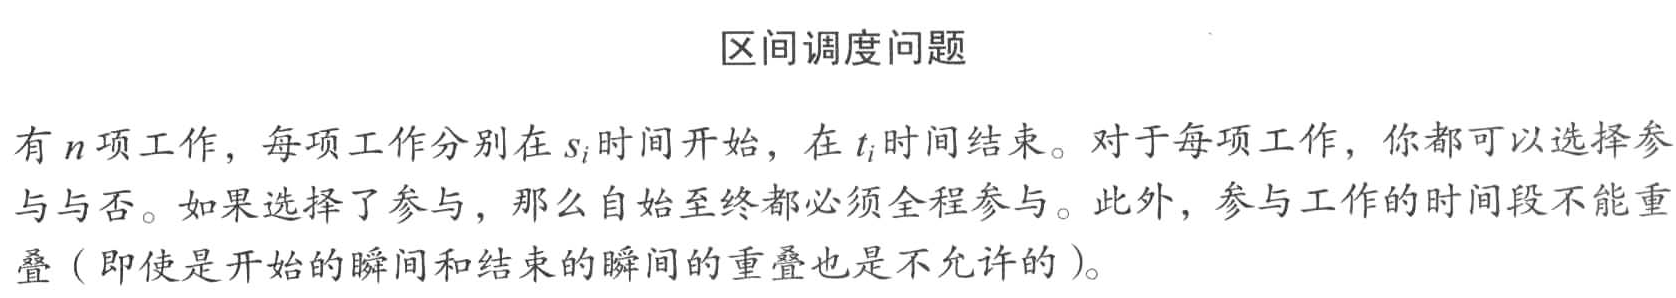 区间调度问题
有n项工作，每项工作分别在si时间开始，在ti时间结束。对于每项工作，你都可以选择参
与与否。如果选择了参与，那么自始至终都必须全程参与。此外，参与工作的时间段不能重
叠（即使是开始的瞬间和结束的瞬间的重叠也是不允许的）。